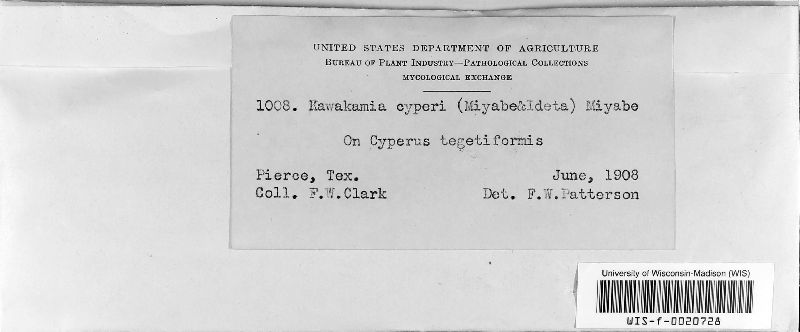 UNITED STATES DEPARTMENT OF AGRICULTURE
BUREAU OF PLANT INDUSTRY—PATHOLOGICAL COLLECTIONS
MYCOLOGICAL EXCHANGE
1008. Kawakamia cyperi (Miyabe&Ideta) Miyabe
On Cyperus tegetiformis
Pierce, Tex. June, 1908
Coll. F.W.Clark Det. F.W.Patterson
University of Wisconsin-Madison (WIS)
WIS-f-0020728